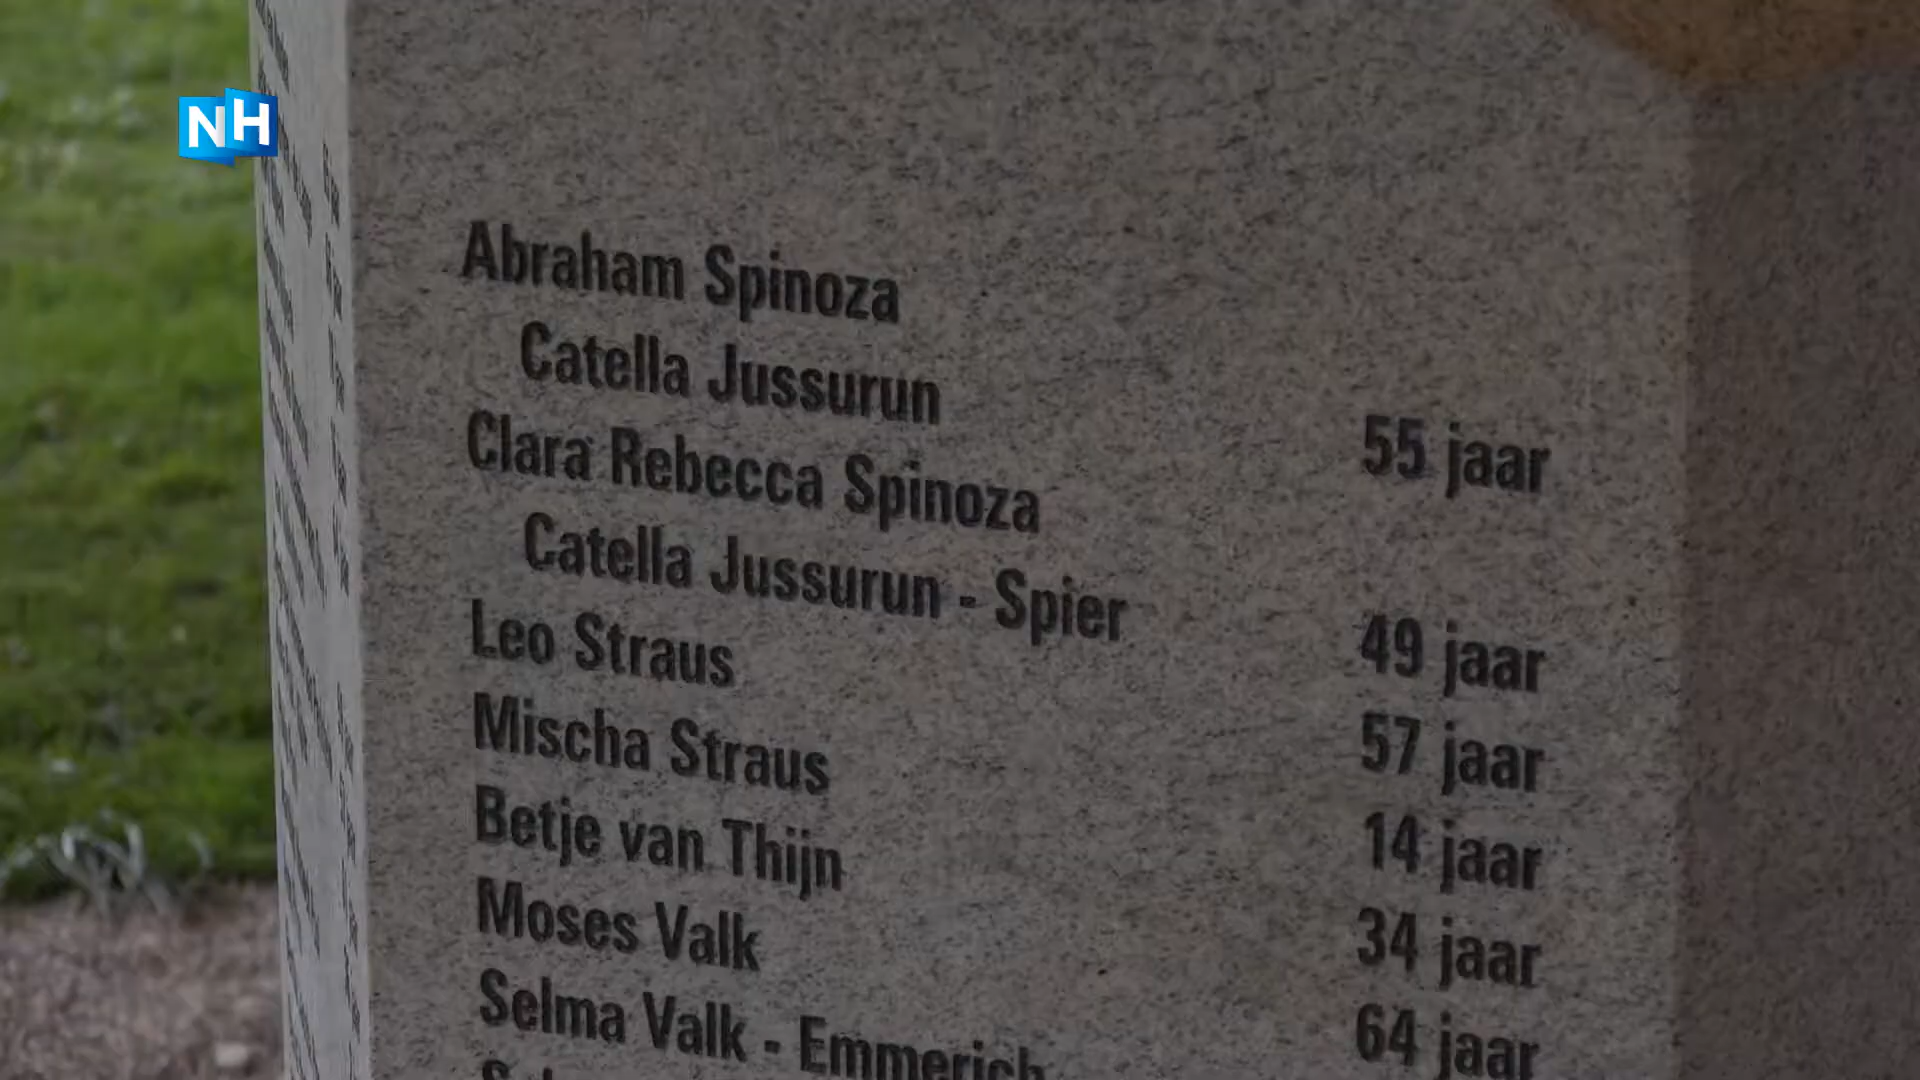 NH
Abraham Spinoza
Catella Jussurun 55 jaar
Clara Rebecca Spinoza
Catella Jussurun - Spier 49 jaar
Leo Straus 57 jaar
Mischa Straus 14 jaar
Betje van Thijn 34 jaar
Moses Valk 64 jaar
Selma Valk - Emmerich